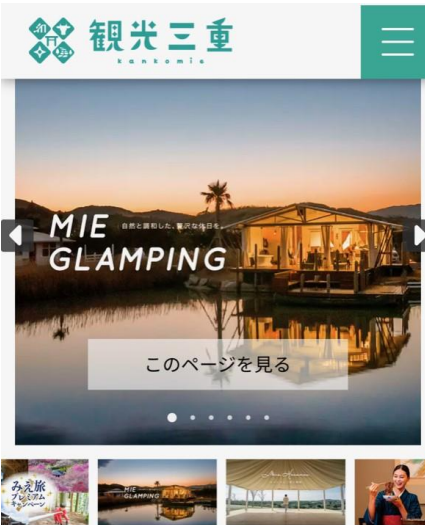 観光三重
kankomie
MIE
自然と調和した、贅沢な休日を。
GLAMPING
このページを見る
みえ旅
プレミアム
キャンペーン
MIE
GLAMPING